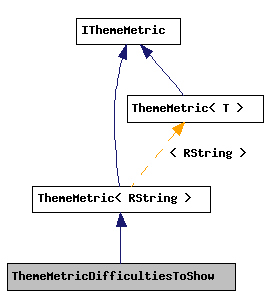 IThemeMetric
ThemeMetric< T >
< RString >
ThemeMetric< RString >
ThemeMetricDifficultiesToShow